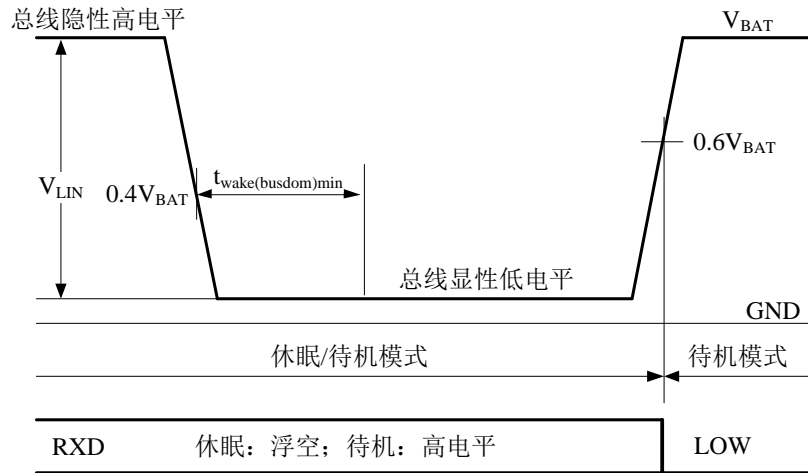 总线隐性高电平
V_BAT
0.6V_BAT
t_wake(busdom)min
V_LIN
0.4V_BAT
总线显性低电平
GND
休眠/待机模式
待机模式
RXD
休眠：浮空；待机：高电平
LOW